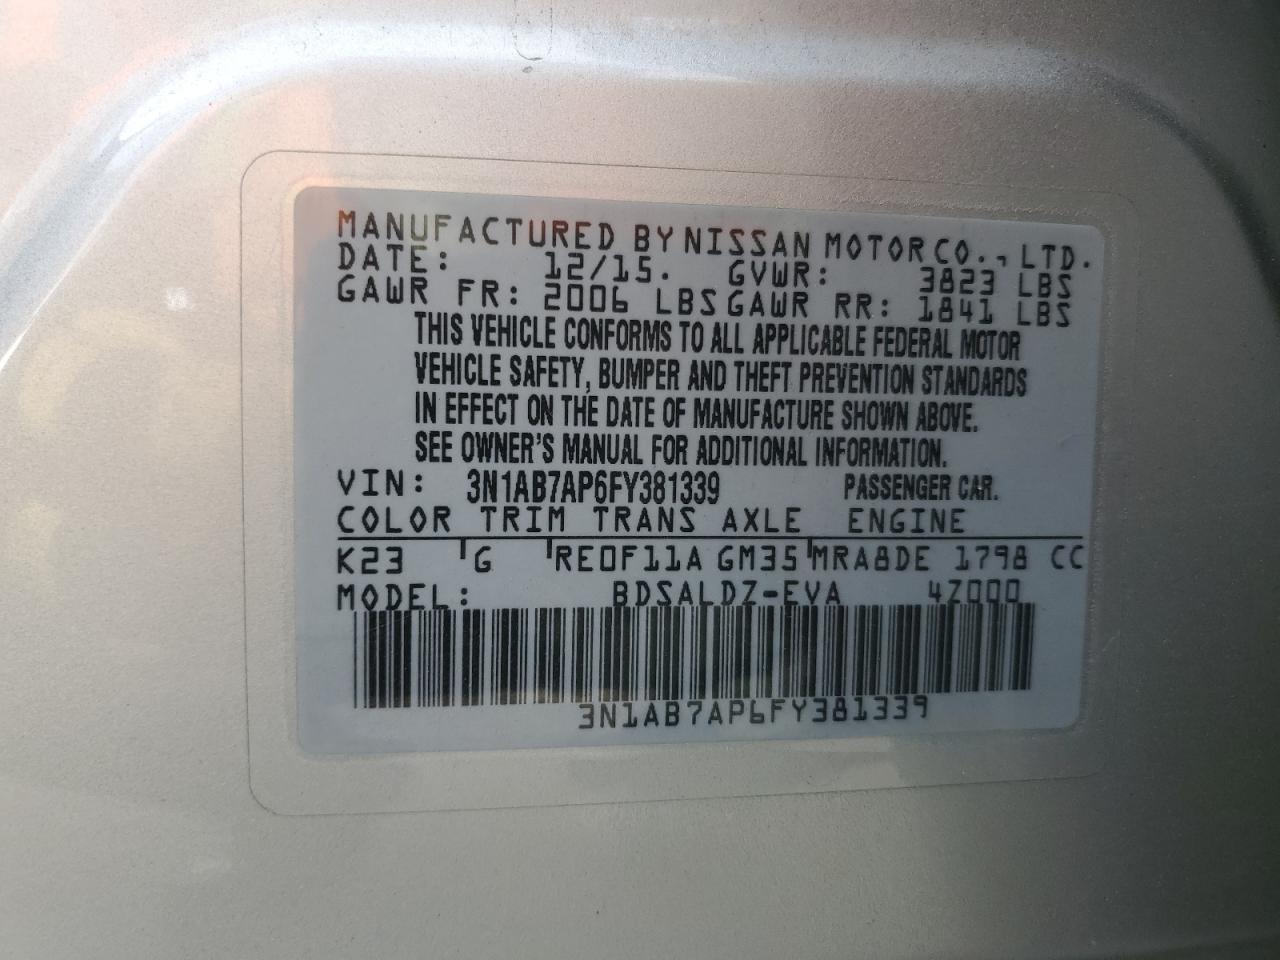 MANUFACTURED BY NISSAN MOTOR CO., LTD.
DATE: 12/15. GVWR: 3823 LBS
GAWR FR: 2006 LBS GAWR RR: 1841 LBS
THIS VEHICLE CONFORMS TO ALL APPLICABLE FEDERAL MOTOR
VEHICLE SAFETY, BUMPER AND THEFT PREVENTION STANDARDS
IN EFFECT ON THE DATE OF MANUFACTURE SHOWN ABOVE.
SEE OWNER'S MANUAL FOR ADDITIONAL INFORMATION.
VIN: 3N1AB7AP6FY381339 PASSENGER CAR.
COLOR TRIM TRANS AXLE ENGINE
K23 G RE0F11A GM35 MRA8DE 1798 CC
MODEL: BDSALDZ-EVA 4Z000
3N1AB7AP6FY381339